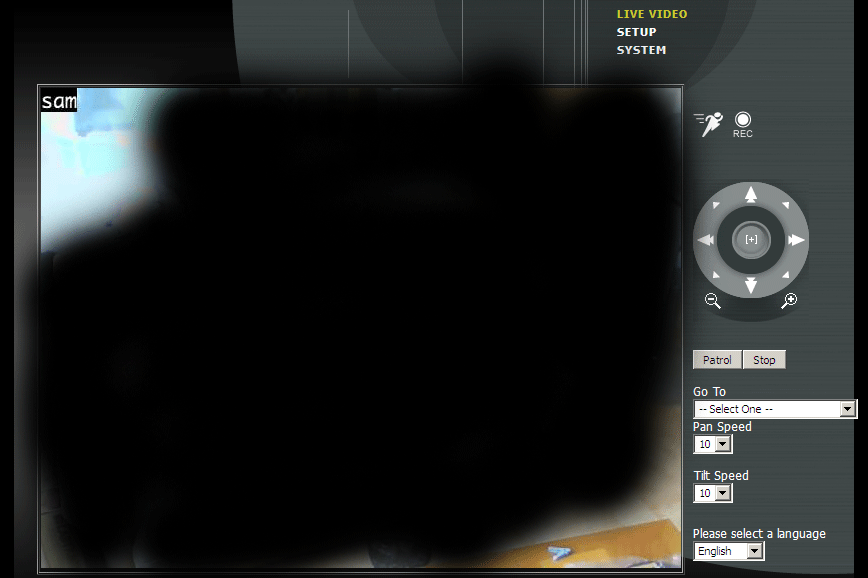 LIVE VIDEO
SETUP
SYSTEM
sam
REC
[+]
Patrol Stop
Go To
-- Select One --
Pan Speed
10
Tilt Speed
10
Please select a language
English